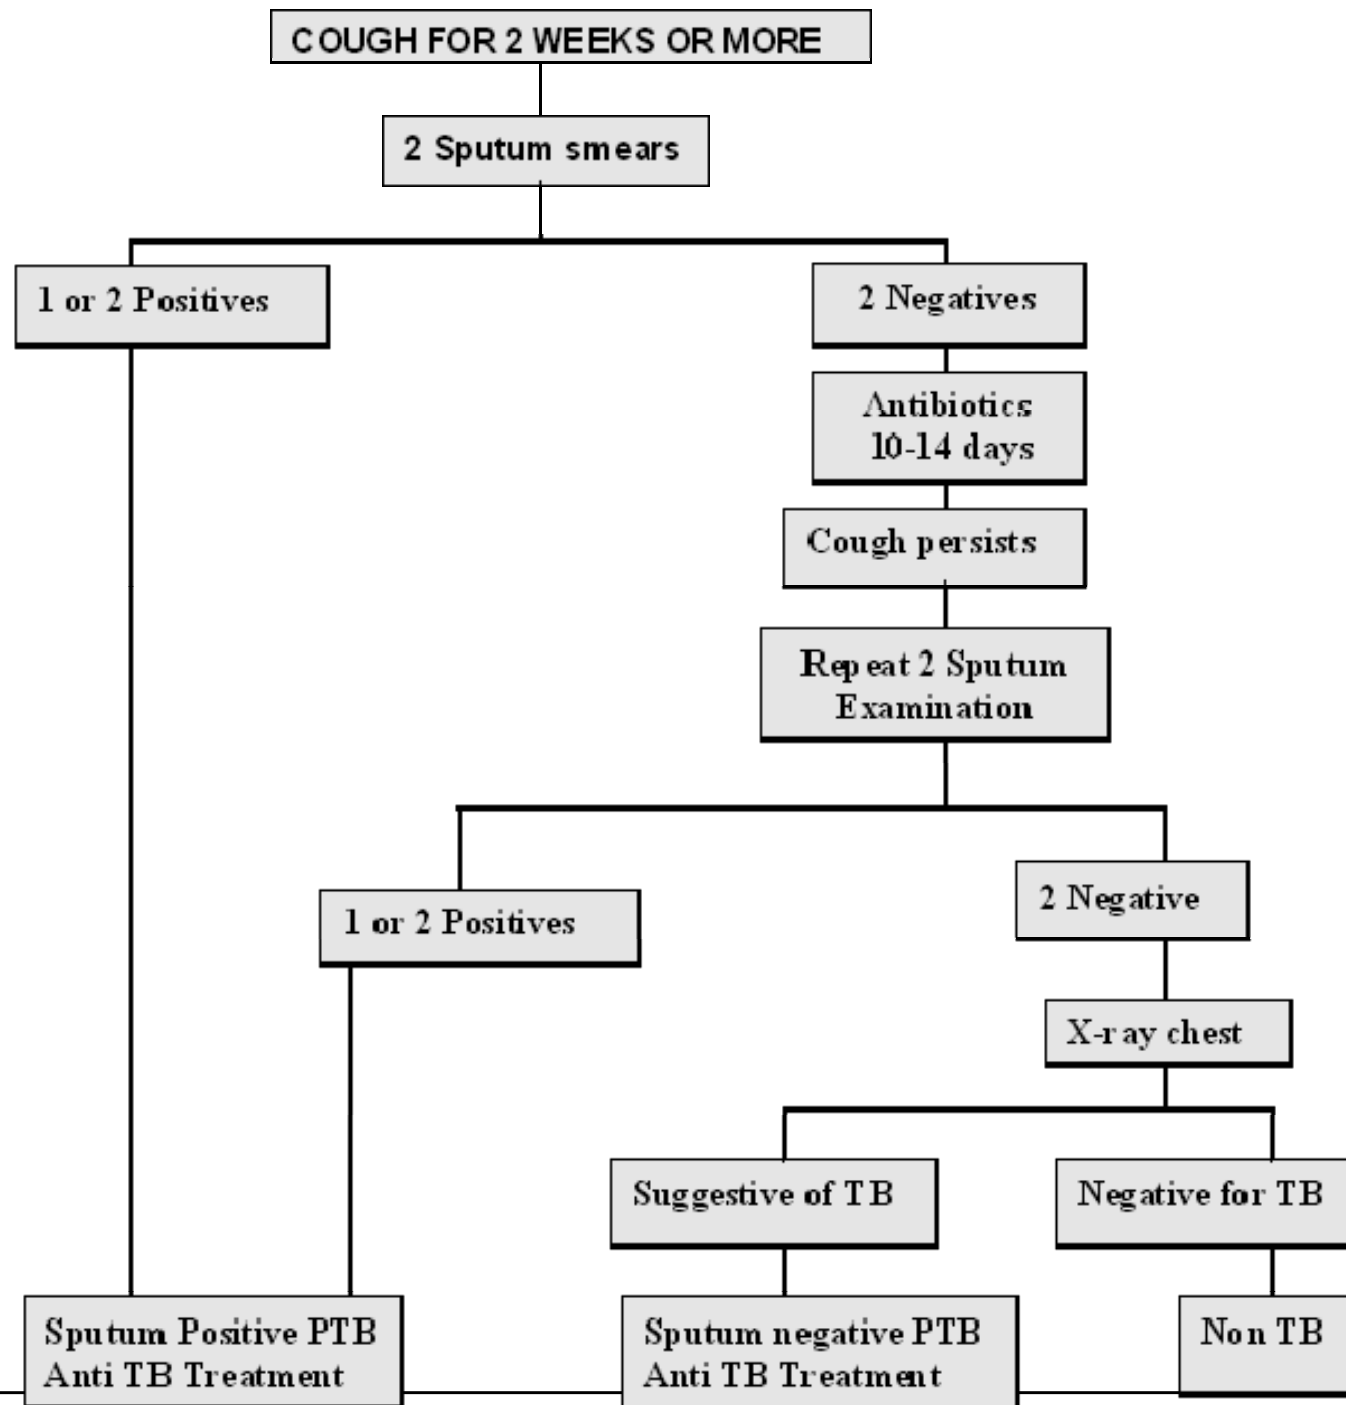 COUGH FOR 2 WEEKS OR MORE
2 Sputum smears
1 or 2 Positives
2 Negatives
Antibiotics
10-14 days
Cough persists
Repeat 2 Sputum
Examination
1 or 2 Positives
2 Negative
X-ray chest
Suggestive of TB
Negative for TB
Sputum Positive PTB
Anti TB Treatment
Sputum negative PTB
Anti TB Treatment
Non TB